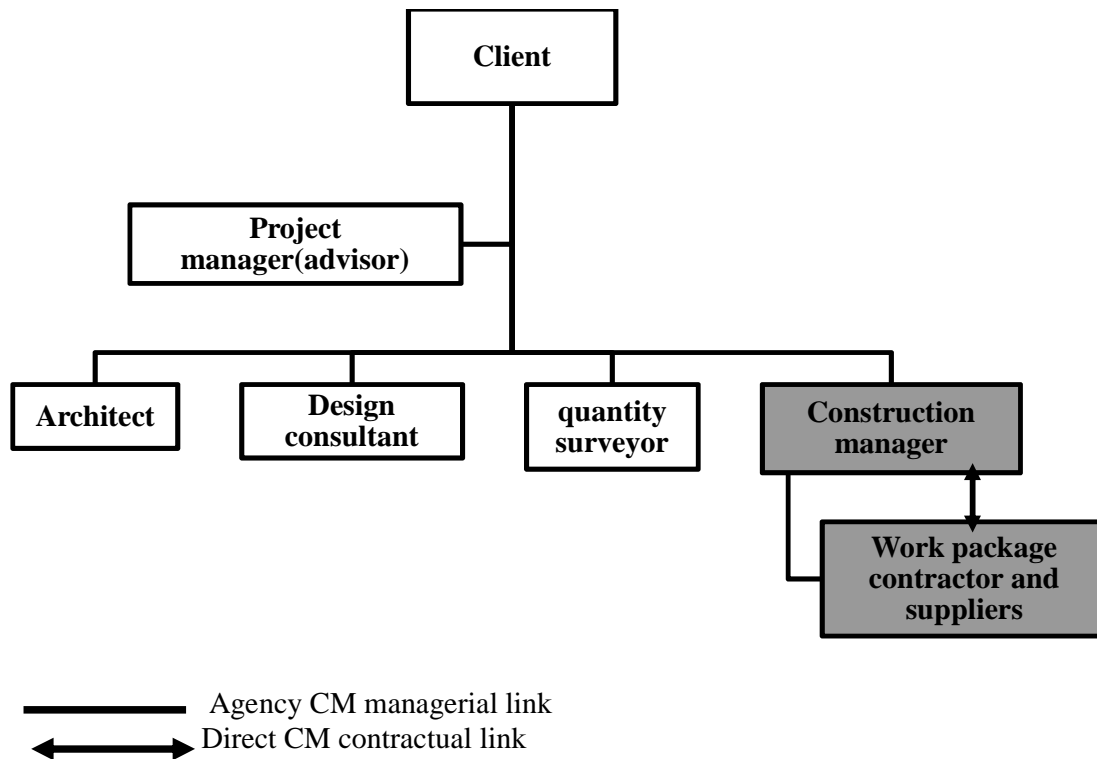 Client
Project
manager(advisor)
Architect
Design
consultant
quantity
surveyor
Construction
manager
Work package
contractor and
suppliers
Agency CM managerial link
Direct CM contractual link